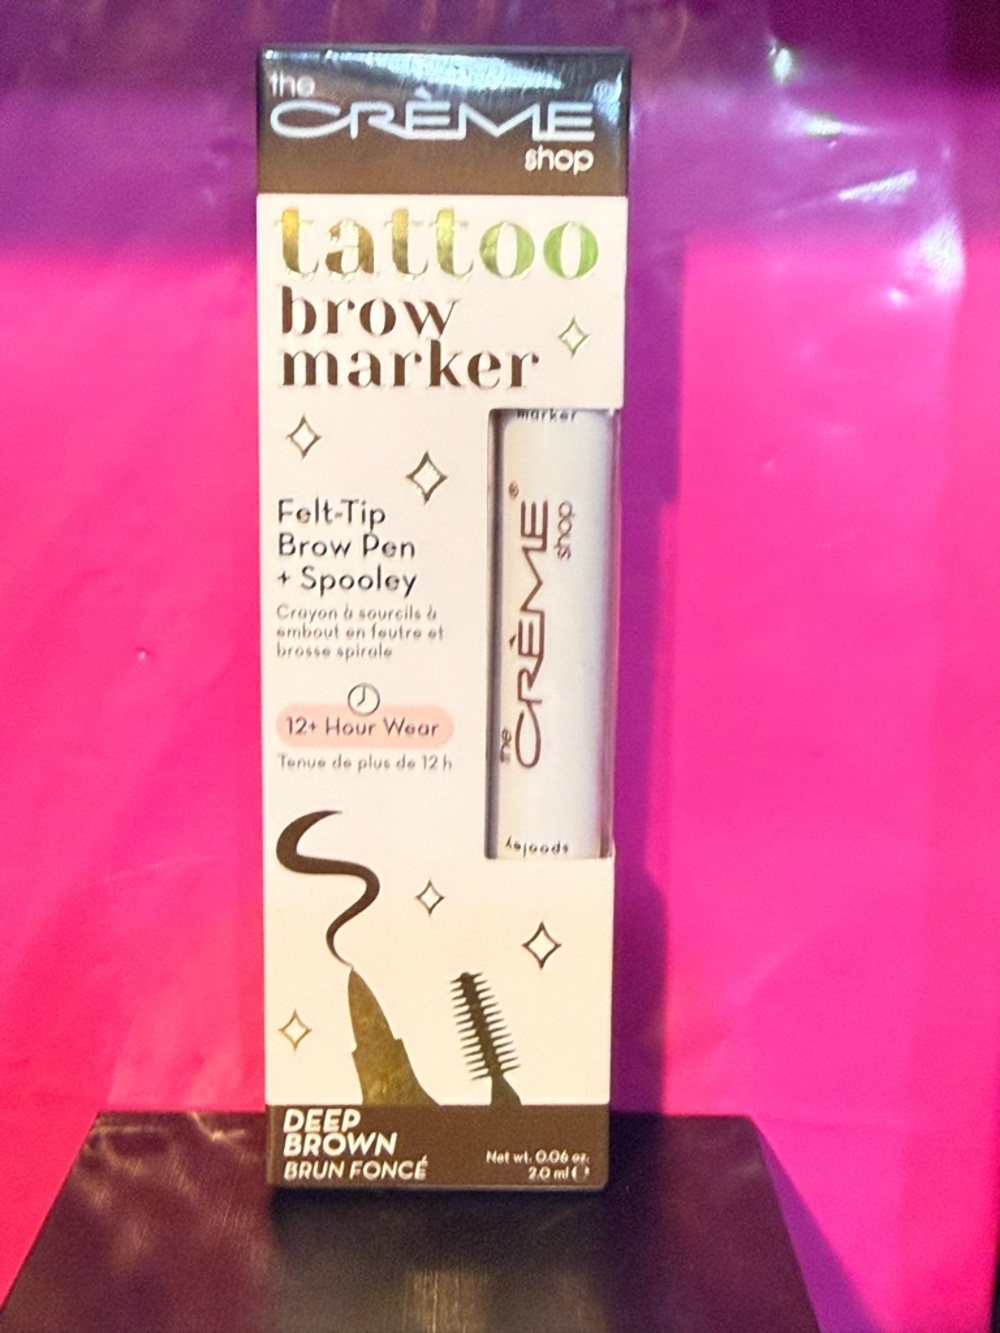 the
CRÈME®
shop
tattoo
brow
marker
marker
the CRÈME® shop
spooley
Felt-Tip
Brow Pen
+ Spooley
Crayon à sourcils à
embout en feutre et
brosse spirale
12+ Hour Wear
Tenue de plus de 12 h
DEEP
BROWN
BRUN FONCÉ
Net wt. 0.06 oz.
2.0 ml